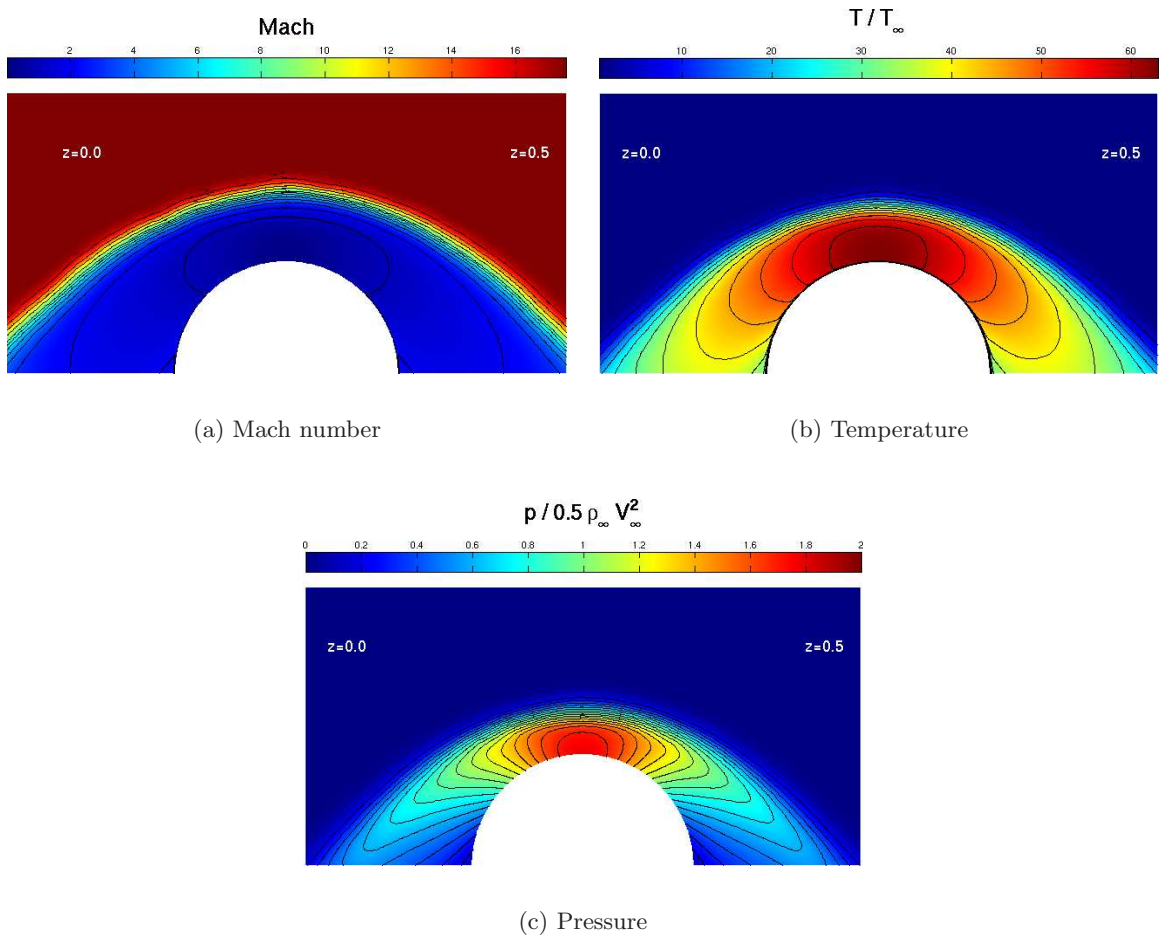 Mach
2 4 6 8 10 12 14 16
z=0.0 z=0.5
(a) Mach number
T / T∞
10 20 30 40 50 60
z=0.0 z=0.5
(b) Temperature
p / 0.5 ρ∞ V∞²
0 0.2 0.4 0.6 0.8 1 1.2 1.4 1.6 1.8 2
z=0.0 z=0.5
(c) Pressure